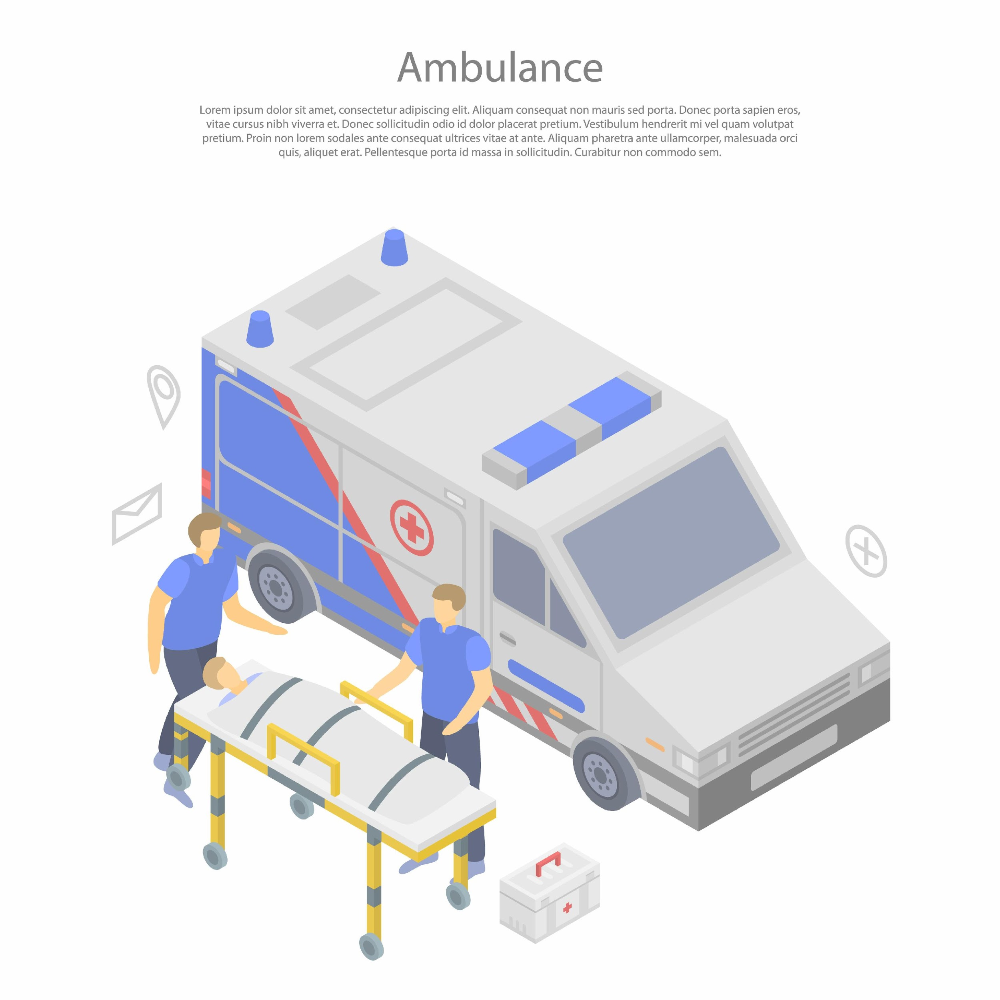 Ambulance
Lorem ipsum dolor sit amet, consectetur adipiscing elit. Aliquam consequat non mauris sed porta. Donec porta sapien eros,
vitae cursus nibh viverra et. Donec sollicitudin odio id dolor placerat pretium. Vestibulum hendrerit mi vel quam volutpat
pretium. Proin non lorem sodales ante consequat ultrices vitae at ante. Aliquam pharetra ante ullamcorper, malesuada orci
quis, aliquet erat. Pellentesque porta id massa in sollicitudin. Curabitur non commodo sem.